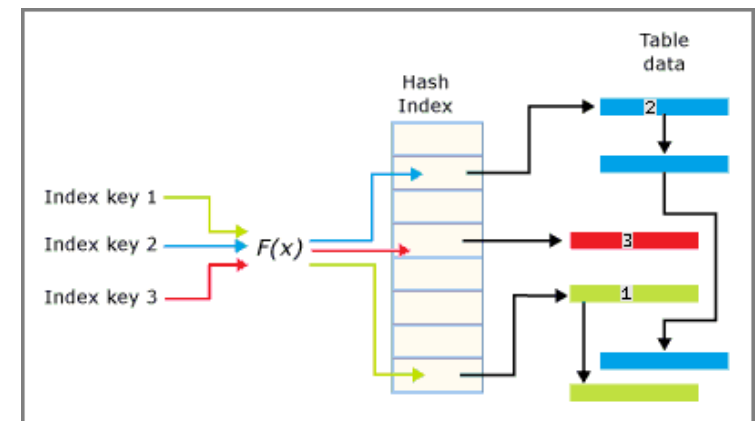 Table
data
Hash
Index
2
Index key 1
Index key 2
F(x)
3
Index key 3
1